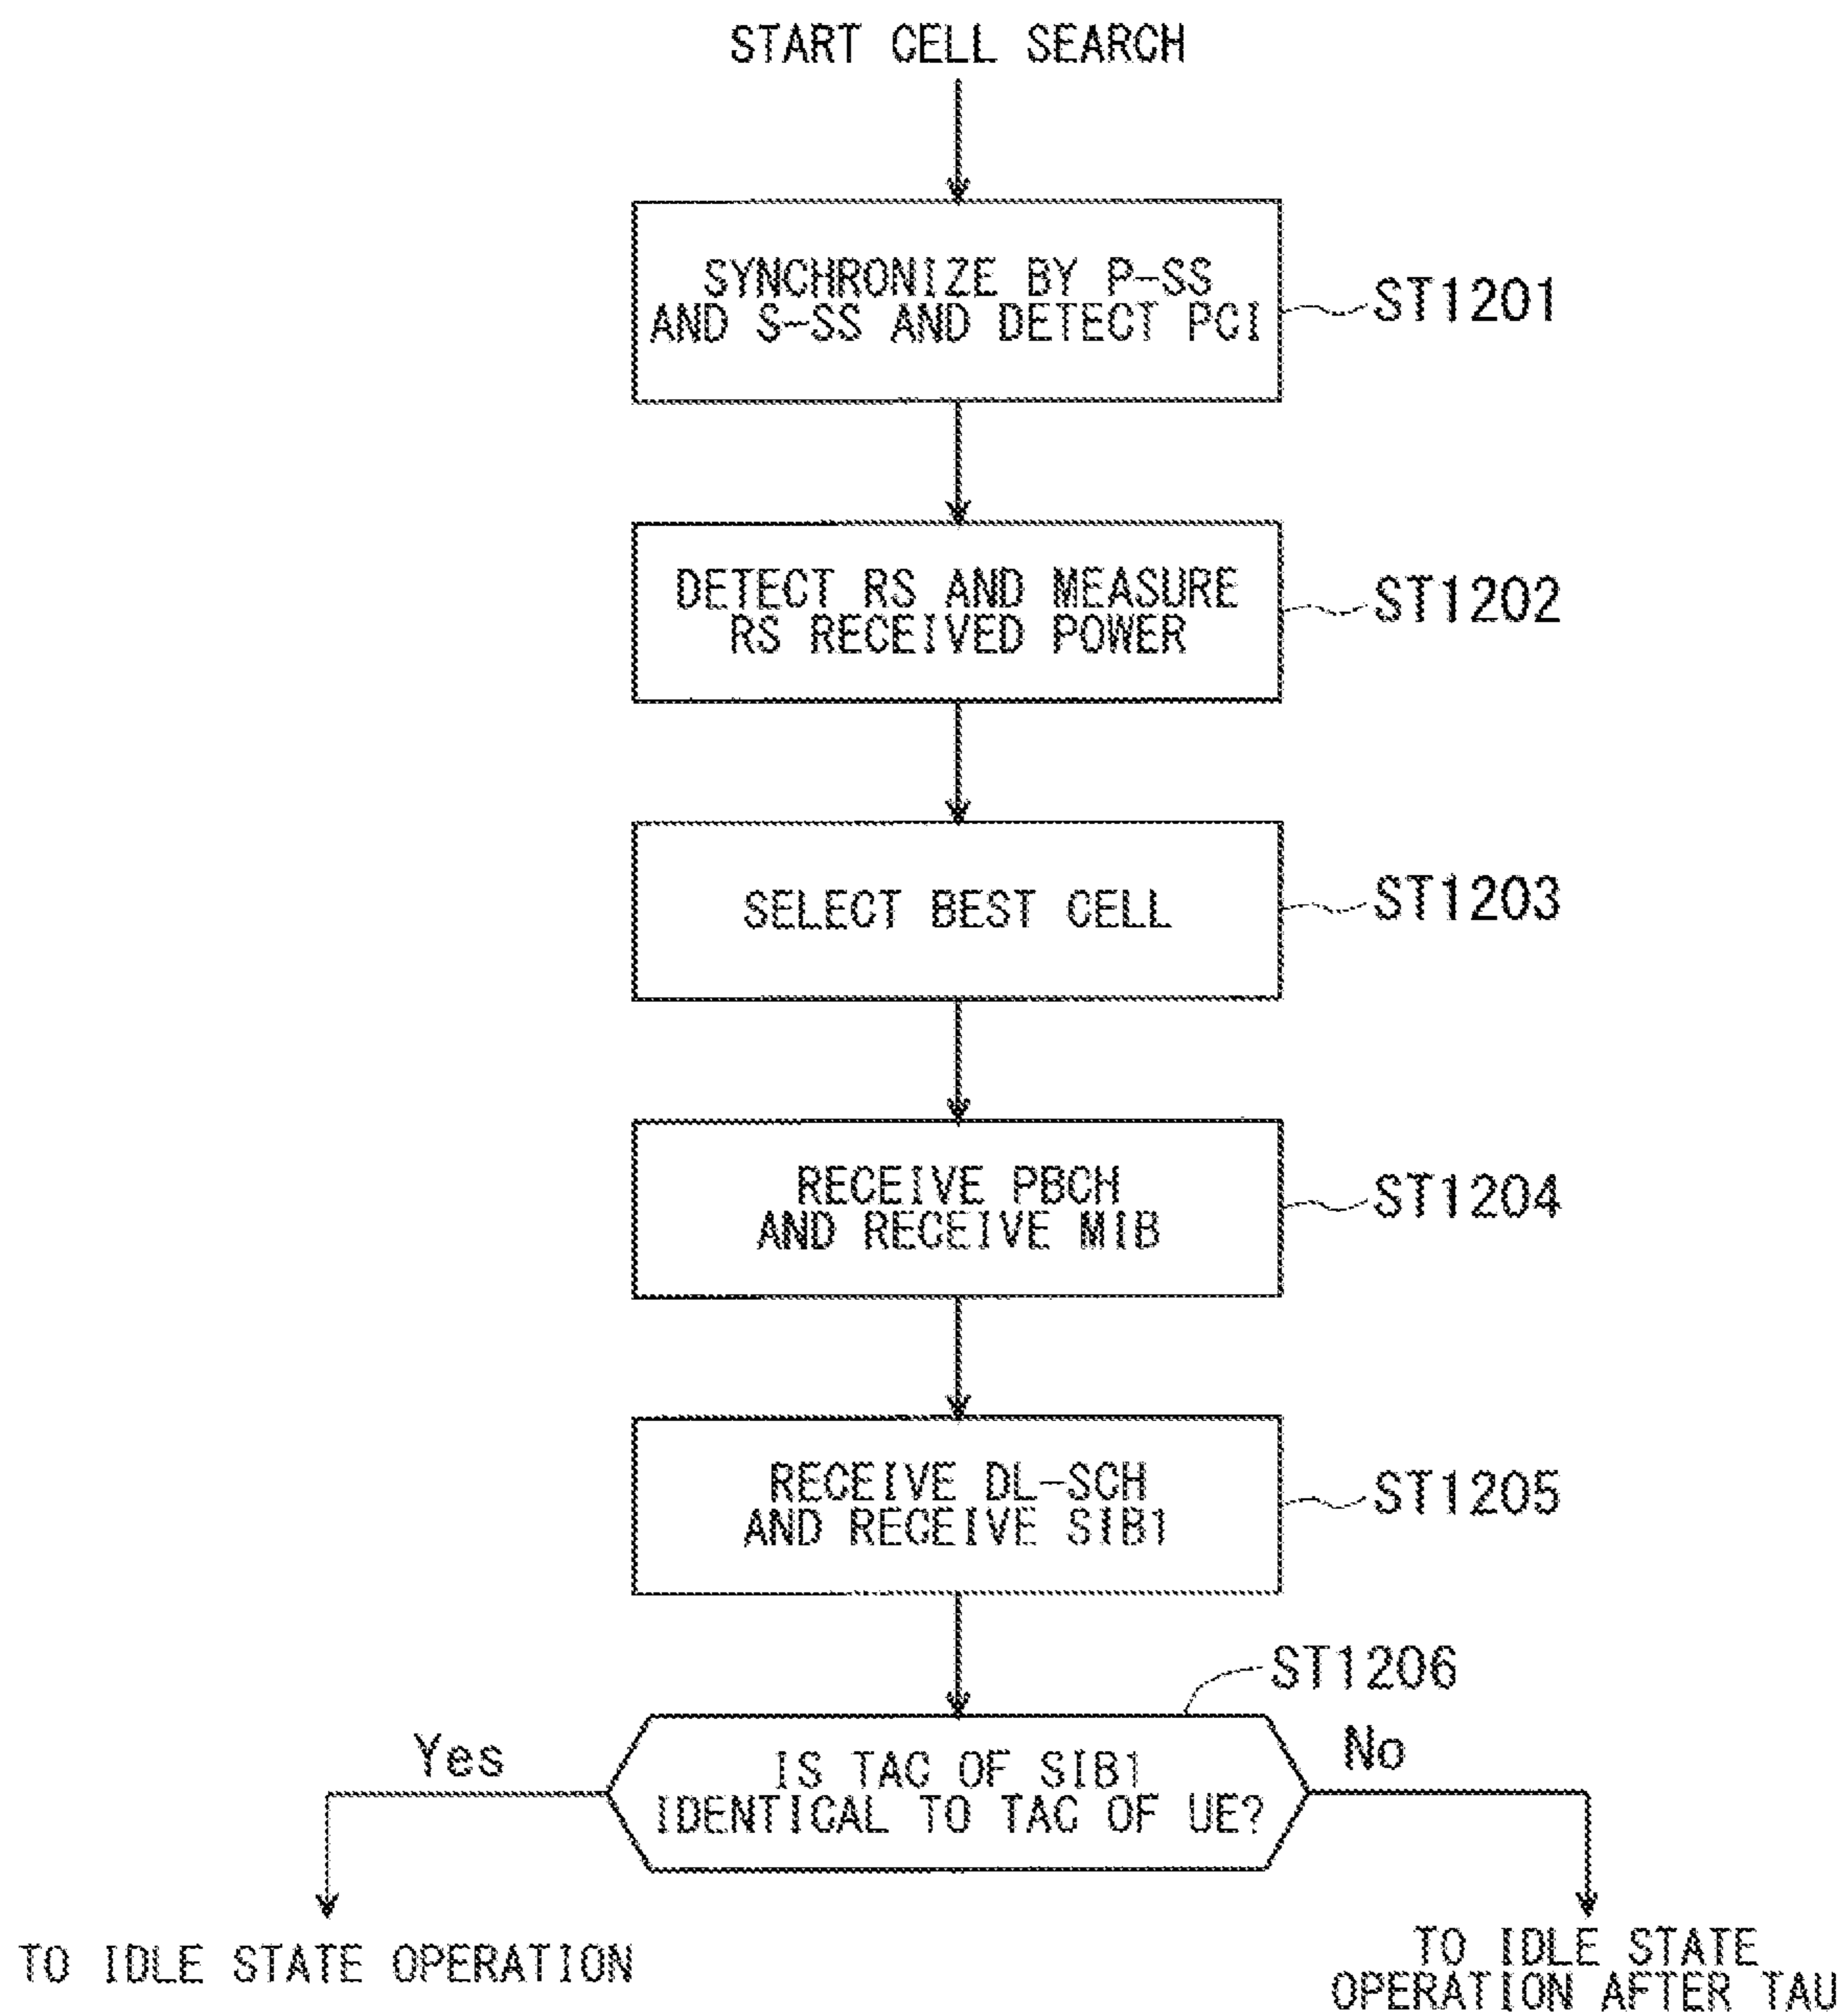 START CELL SEARCH
SYNCHRONIZE BY P-SS
AND S-SS AND DETECT PCI
ST1201
DETECT RS AND MEASURE
RS RECEIVED POWER
ST1202
SELECT BEST CELL
ST1203
RECEIVE PBCH
AND RECEIVE MIB
ST1204
RECEIVE DL-SCH
AND RECEIVE SIB1
ST1205
ST1206
Yes
IS TAC OF SIB1
IDENTICAL TO TAC OF UE?
No
TO IDLE STATE OPERATION
TO IDLE STATE
OPERATION AFTER TAU